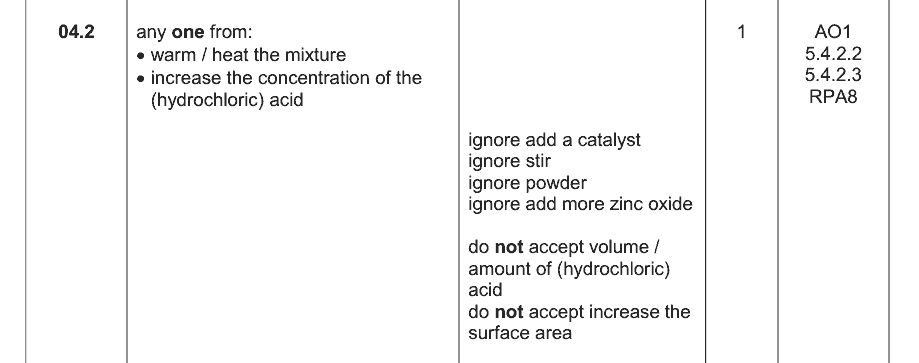 04.2
any one from:
• warm / heat the mixture
• increase the concentration of the
(hydrochloric) acid
ignore add a catalyst
ignore stir
ignore powder
ignore add more zinc oxide
do not accept volume /
amount of (hydrochloric)
acid
do not accept increase the
surface area
1
AO1
5.4.2.2
5.4.2.3
RPA8